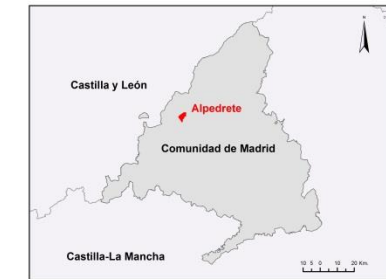 N
Castilla y León
Alpedrete
Comunidad de Madrid
Castilla-La Mancha
10 5 0 10 20 Km.